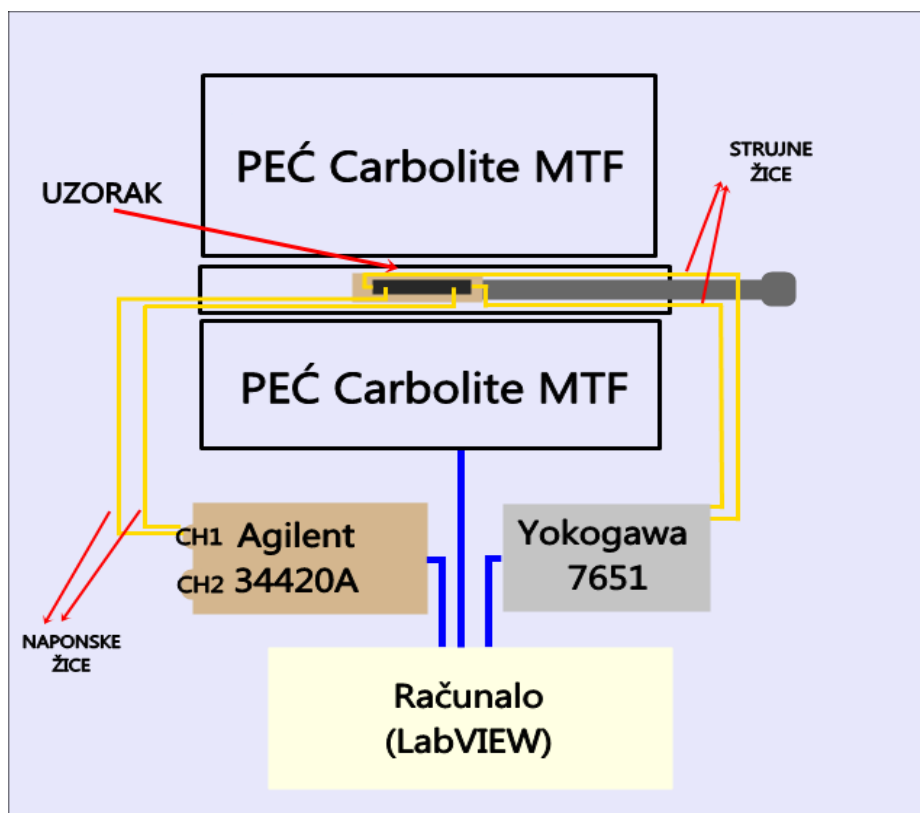 PEĆ Carbolite MTF
STRUJNE
ŽICE
UZORAK
PEĆ Carbolite MTF
CH1 Agilent
CH2 34420A
Yokogawa
7651
NAPONSKE
ŽICE
Računalo
(LabVIEW)